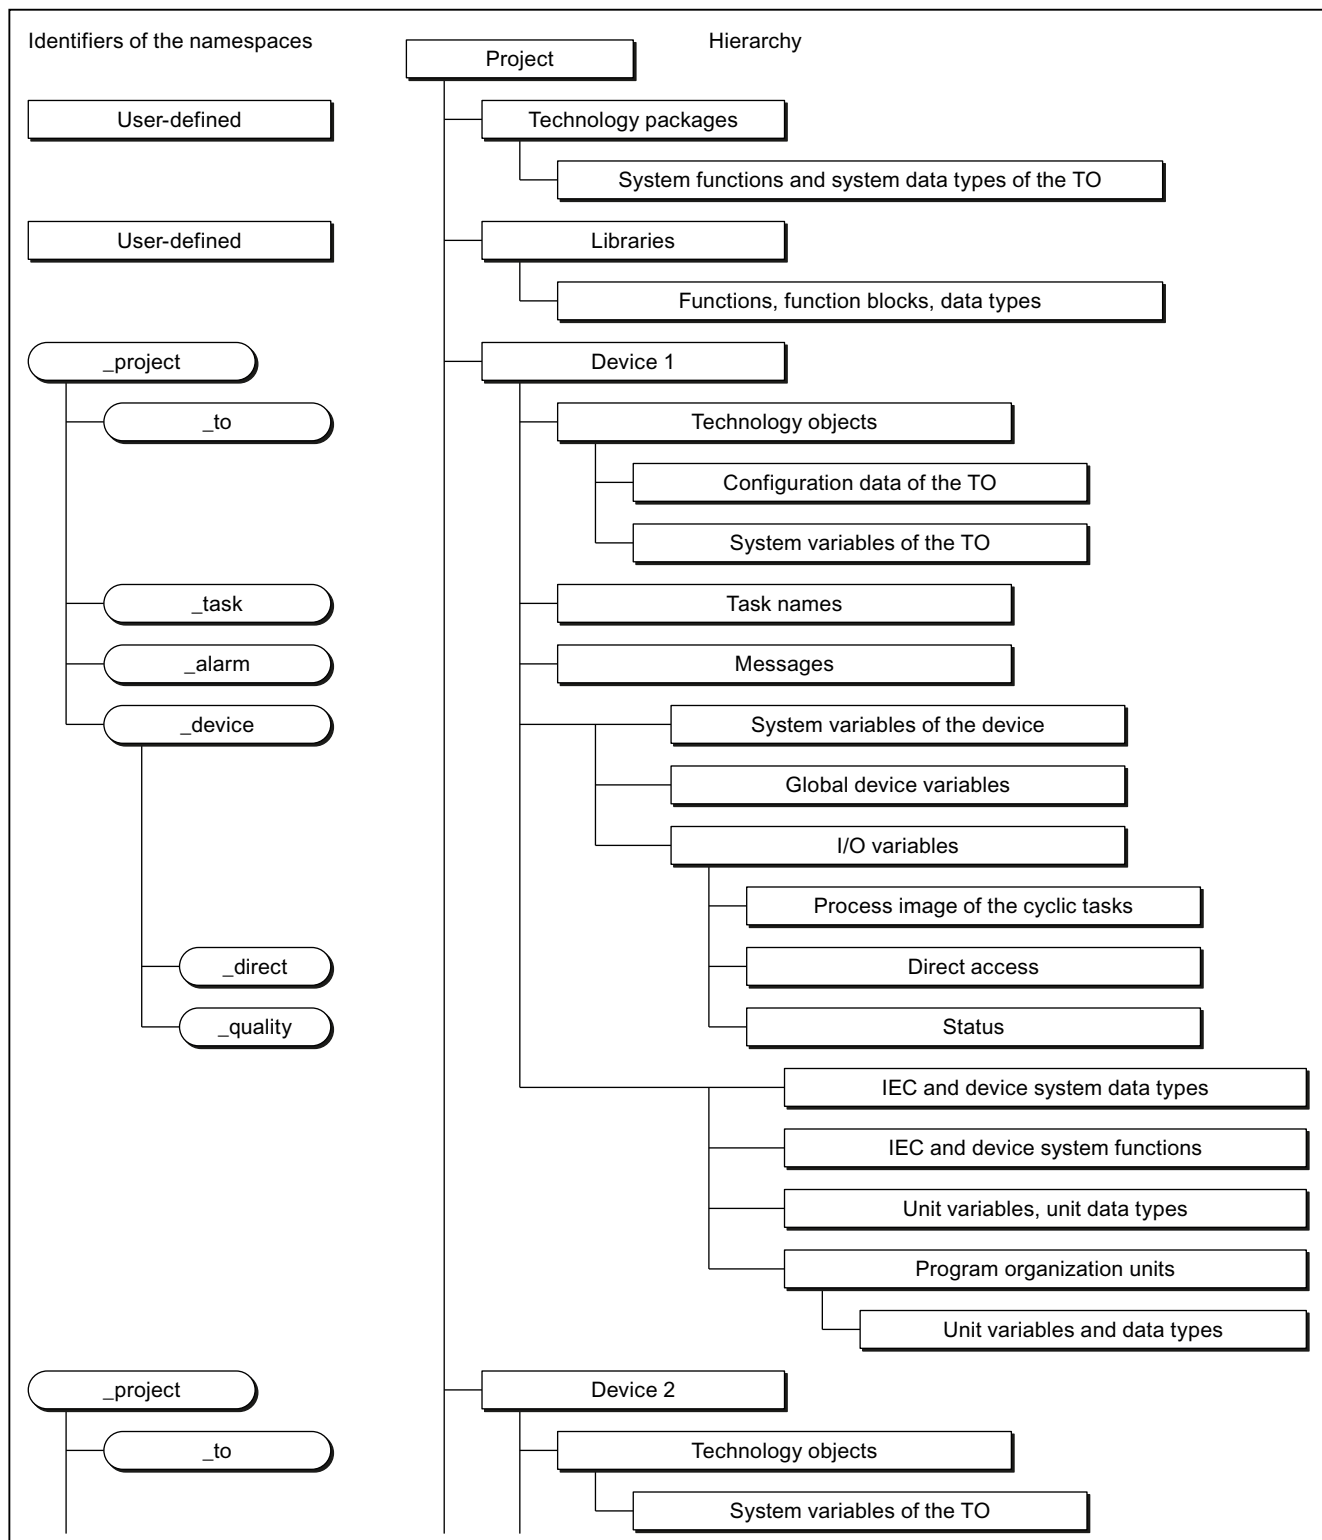 Identifiers of the namespaces
Hierarchy
Project
User-defined
Technology packages
System functions and system data types of the TO
User-defined
Libraries
Functions, function blocks, data types
_project
Device 1
_to
Technology objects
Configuration data of the TO
System variables of the TO
_task
Task names
_alarm
Messages
_device
System variables of the device
Global device variables
I/O variables
Process image of the cyclic tasks
_direct
Direct access
_quality
Status
IEC and device system data types
IEC and device system functions
Unit variables, unit data types
Program organization units
Unit variables and data types
_project
Device 2
_to
Technology objects
System variables of the TO